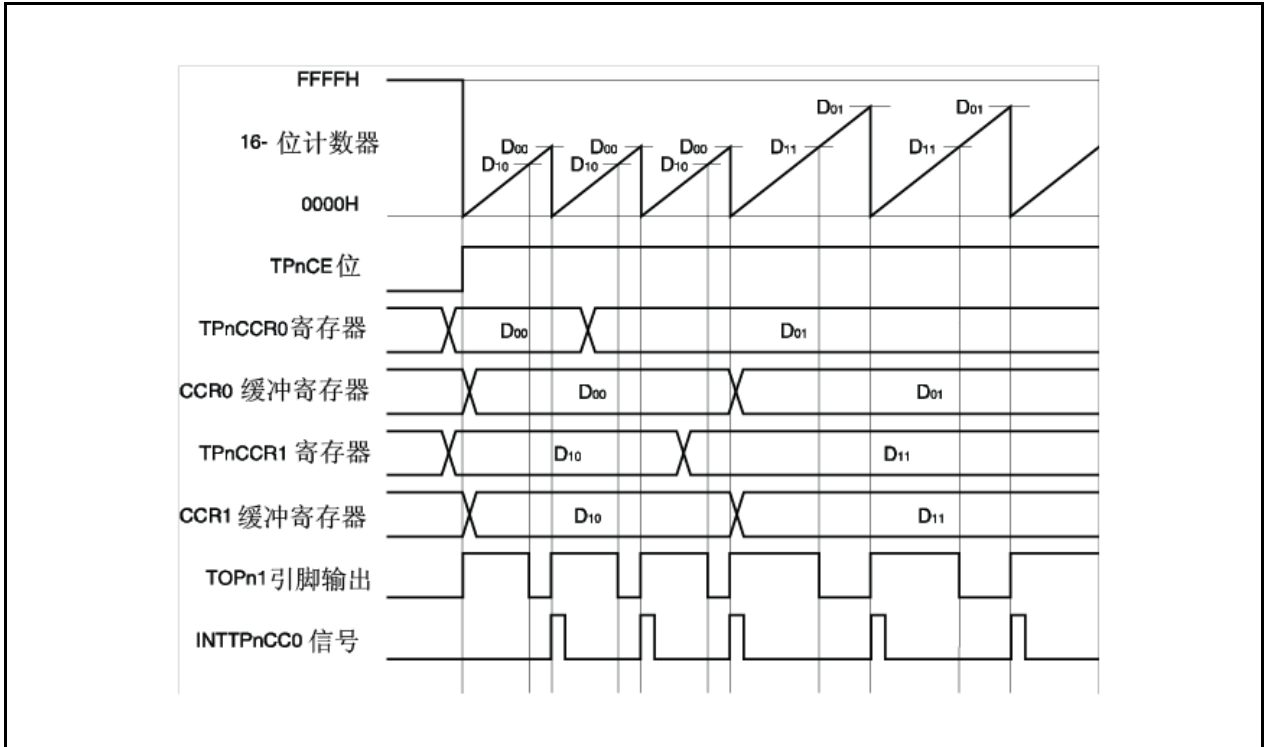 FFFFH
D01 D01
16- 位计数器
D00 D00 D00 D11 D11
D10 D10 D10
0000H
TPnCE 位
TPnCCR0 寄存器 D00 D01
CCR0 缓冲寄存器 D00 D01
TPnCCR1 寄存器 D10 D11
CCR1 缓冲寄存器 D10 D11
TOPn1 引脚输出
INTTPnCC0 信号